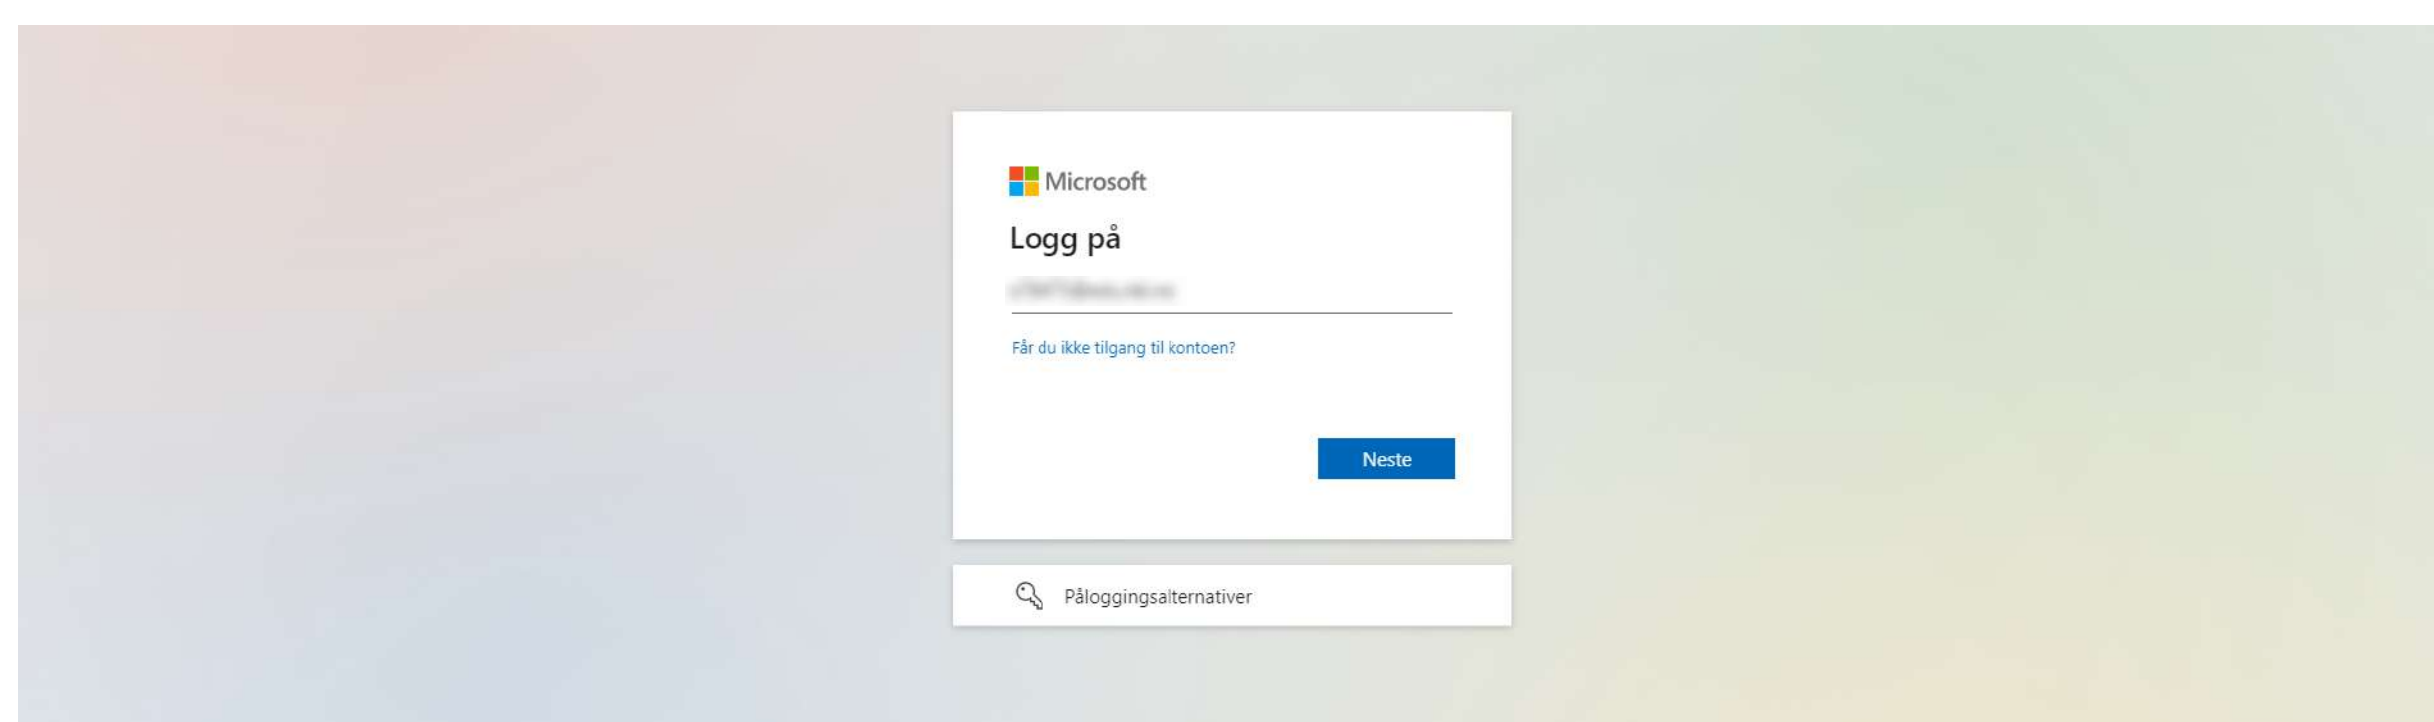 Microsoft
Logg på
Får du ikke tilgang til kontoen?
Neste
Påloggingsalternativer